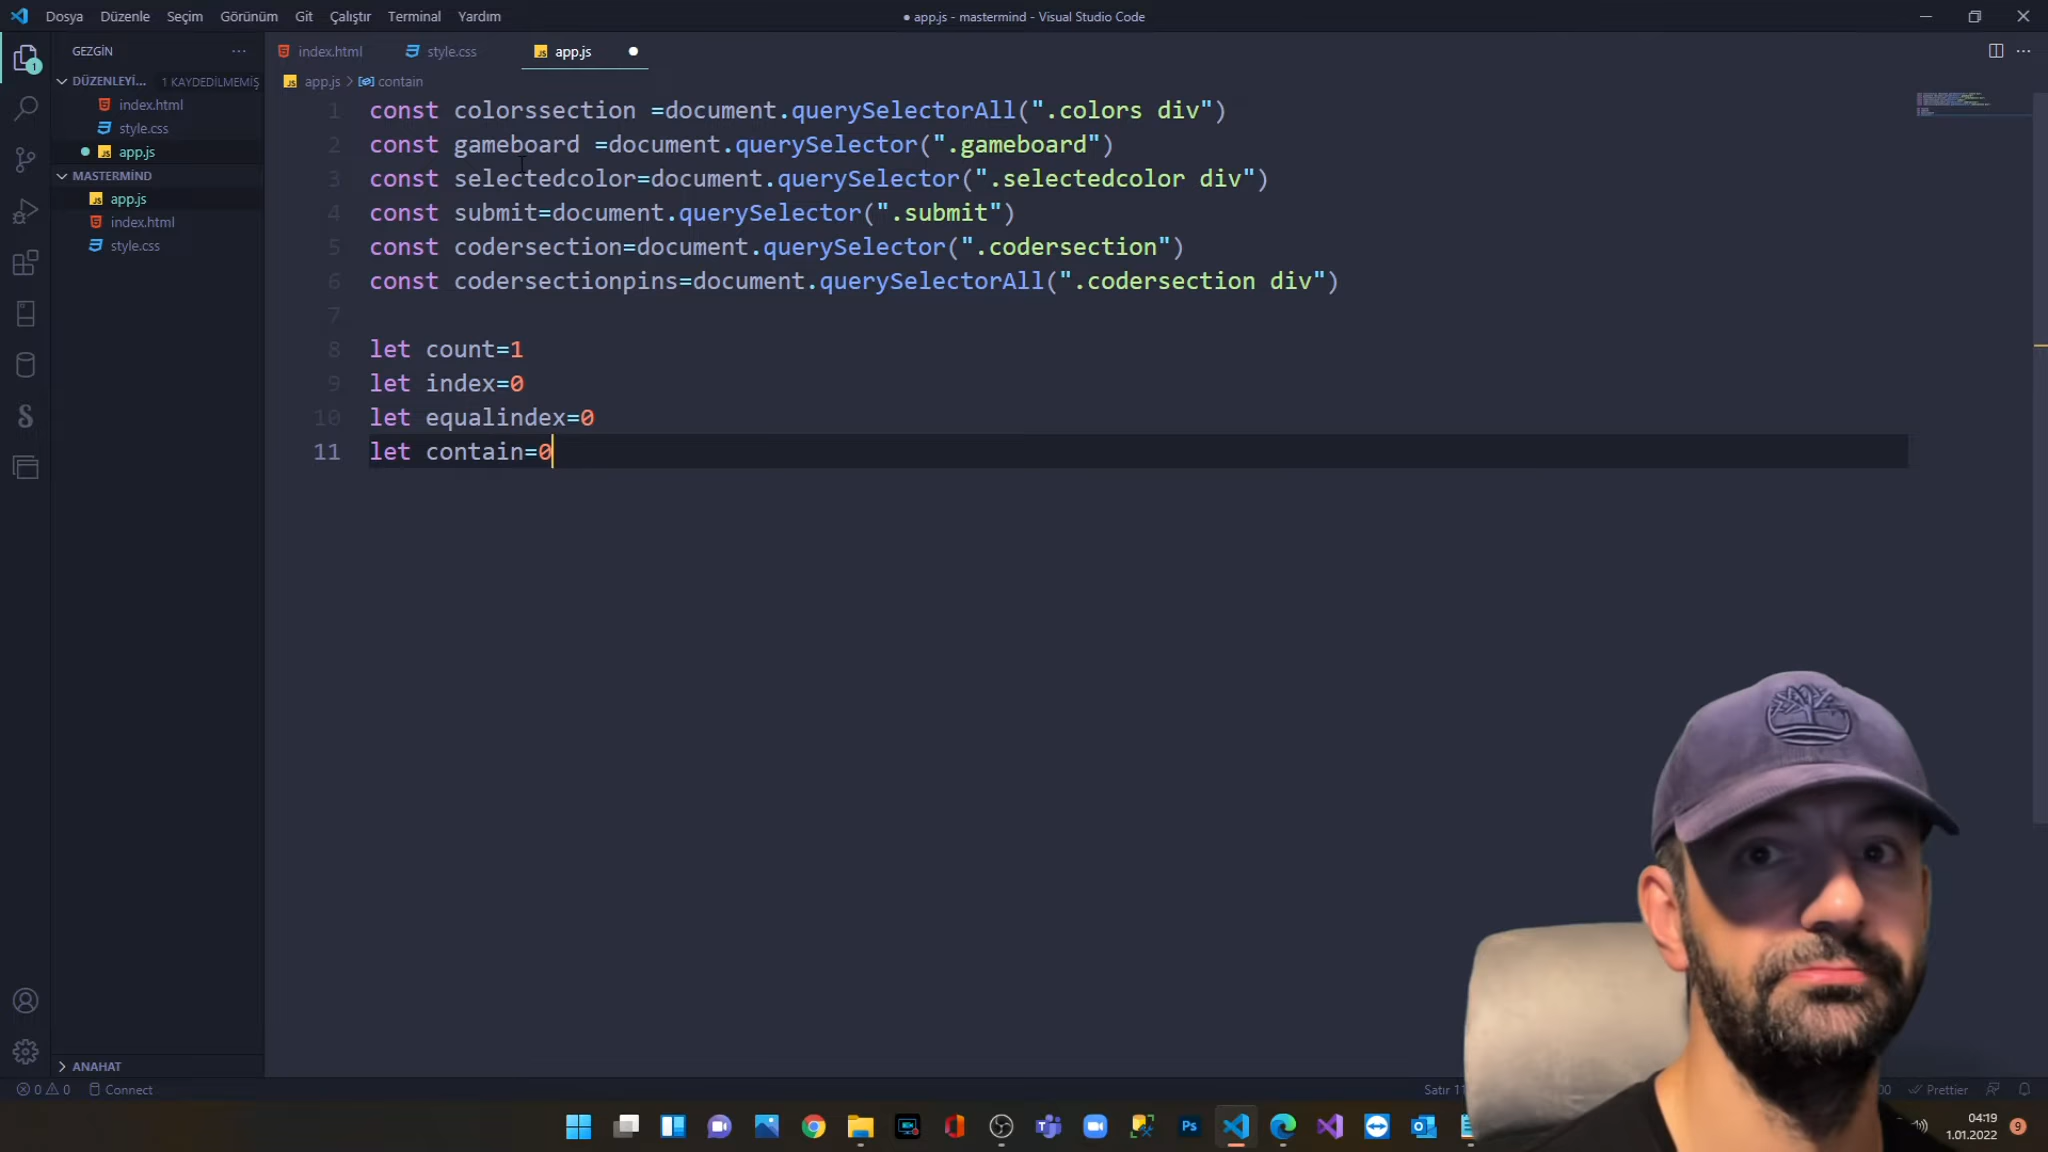 Dosya Düzenle Seçim Görünüm Git Çalıştır Terminal Yardım
● app.js - mastermind - Visual Studio Code
GEZGİN
index.html style.css app.js
DÜZENLEYİ... 1 KAYDEDİLMEMİŞ
app.js > contain
index.html
style.css
app.js
MASTERMİND
app.js
index.html
style.css
1 const colorssection =document.querySelectorAll(".colors div")
2 const gameboard =document.querySelector(".gameboard")
3 const selectedcolor=document.querySelector(".selectedcolor div")
4 const submit=document.querySelector(".submit")
5 const codersection=document.querySelector(".codersection")
6 const codersectionpins=document.querySelectorAll(".codersection div")
7
8 let count=1
9 let index=0
10 let equalindex=0
11 let contain=0
1
ANAHAT
0 0 Connect
Satır 11
Prettier
Ps
04:19
1.01.2022
9